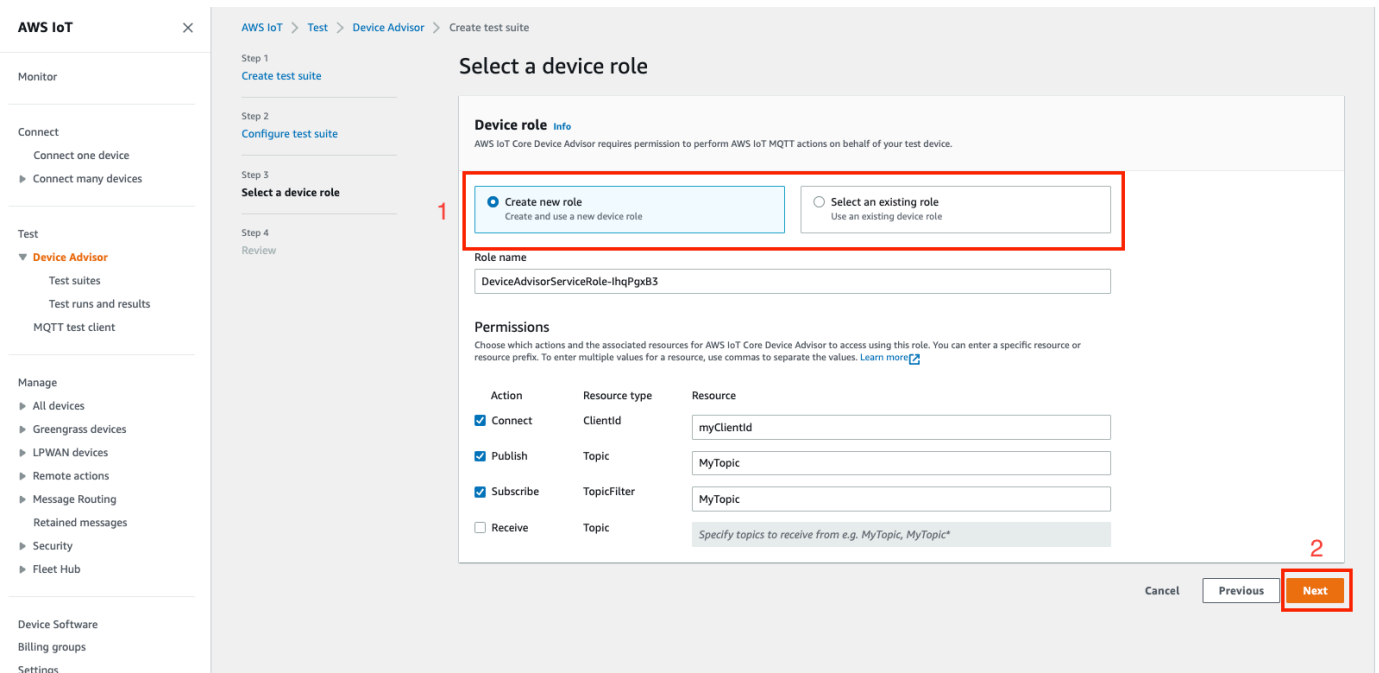 AWS IoT
Monitor
Connect
Connect one device
Connect many devices
Test
Device Advisor
Test suites
Test runs and results
MQTT test client
Manage
All devices
Greengrass devices
LPWAN devices
Remote actions
Message Routing
Retained messages
Security
Fleet Hub
Device Software
Billing groups
Settings
AWS IoT > Test > Device Advisor > Create test suite
Step 1
Create test suite
Step 2
Configure test suite
Step 3
Select a device role
Step 4
Review
Select a device role
Device role Info
AWS IoT Core Device Advisor requires permission to perform AWS IoT MQTT actions on behalf of your test device.
1
Create new role
Create and use a new device role
Select an existing role
Use an existing device role
Role name
DeviceAdvisorServiceRole-IhqPgxB3
Permissions
Choose which actions and the associated resources for AWS IoT Core Device Advisor to access using this role. You can enter a specific resource or
resource prefix. To enter multiple values for a resource, use commas to separate the values. Learn more
Action Resource type Resource
Connect ClientId myClientId
Publish Topic MyTopic
Subscribe TopicFilter MyTopic
Receive Topic Specify topics to receive from e.g. MyTopic, MyTopic*
2
Cancel Previous Next